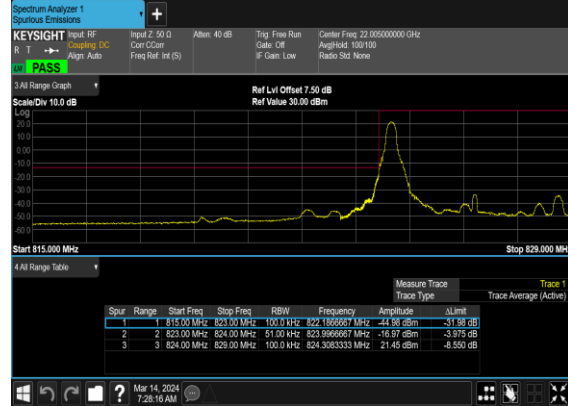 Spectrum Analyzer 1
Spurious Emissions
KEYSIGHT Input: RF Input Z: 50 Ω Atten: 40 dB Trig: Free Run Center Freq: 22.005000000 GHz
R T Coupling: DC Corr CCorr Gate: Off Avg|Hold: 100/100
Align: Auto Freq Ref: Int (S) IF Gain: Low Radio Std: None
PASS
3 All Range Graph
Ref Lvl Offset 7.50 dB
Scale/Div 10.0 dB Ref Value 30.00 dBm
Log
20.0
10.0
0.00
-10.0
-20.0
-30.0
-40.0
-50.0
-60.0
Start 815.000 MHz Stop 829.000 MH
4 All Range Table
Measure Trace Trace 1
Trace Type Trace Average (Active)
Spur Range Start Freq Stop Freq RBW Frequency Amplitude ΔLimit
1 1 815.00 MHz 823.00 MHz 100.0 kHz 822.1866667 MHz -44.98 dBm -31.98 dB
2 2 823.00 MHz 824.00 MHz 51.00 kHz 823.9966667 MHz -16.97 dBm -3.975 dB
3 3 824.00 MHz 829.00 MHz 100.0 kHz 824.3083333 MHz 21.45 dBm -8.550 dB
Mar 14, 2024
7:28:16 AM